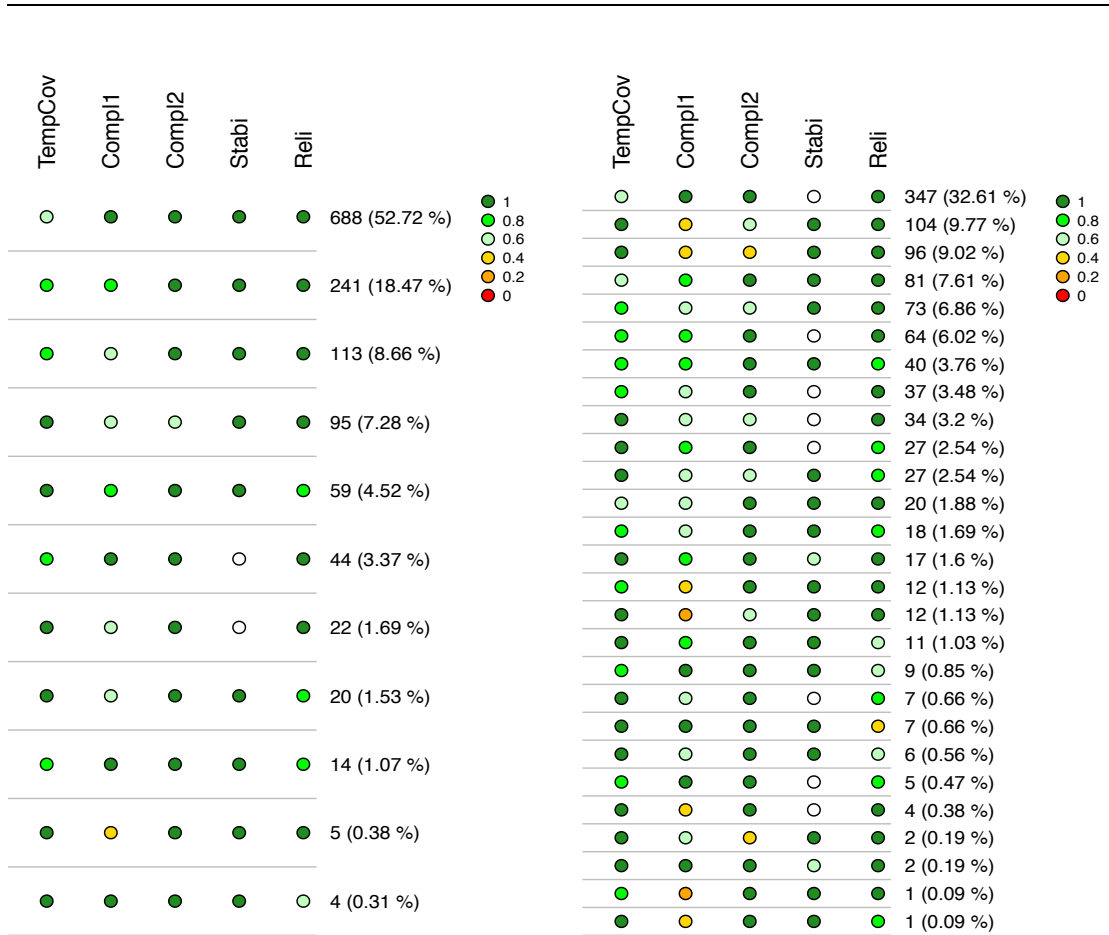 TempCov
Compl1
Compl2
Stabi
Reli
688 (52.72 %)
241 (18.47 %)
113 (8.66 %)
95 (7.28 %)
59 (4.52 %)
44 (3.37 %)
22 (1.69 %)
20 (1.53 %)
14 (1.07 %)
5 (0.38 %)
4 (0.31 %)
1
0.8
0.6
0.4
0.2
0
TempCov
Compl1
Compl2
Stabi
Reli
347 (32.61 %)
104 (9.77 %)
96 (9.02 %)
81 (7.61 %)
73 (6.86 %)
64 (6.02 %)
40 (3.76 %)
37 (3.48 %)
34 (3.2 %)
27 (2.54 %)
27 (2.54 %)
20 (1.88 %)
18 (1.69 %)
17 (1.6 %)
12 (1.13 %)
12 (1.13 %)
11 (1.03 %)
9 (0.85 %)
7 (0.66 %)
7 (0.66 %)
6 (0.56 %)
5 (0.47 %)
4 (0.38 %)
2 (0.19 %)
2 (0.19 %)
1 (0.09 %)
1 (0.09 %)
1
0.8
0.6
0.4
0.2
0